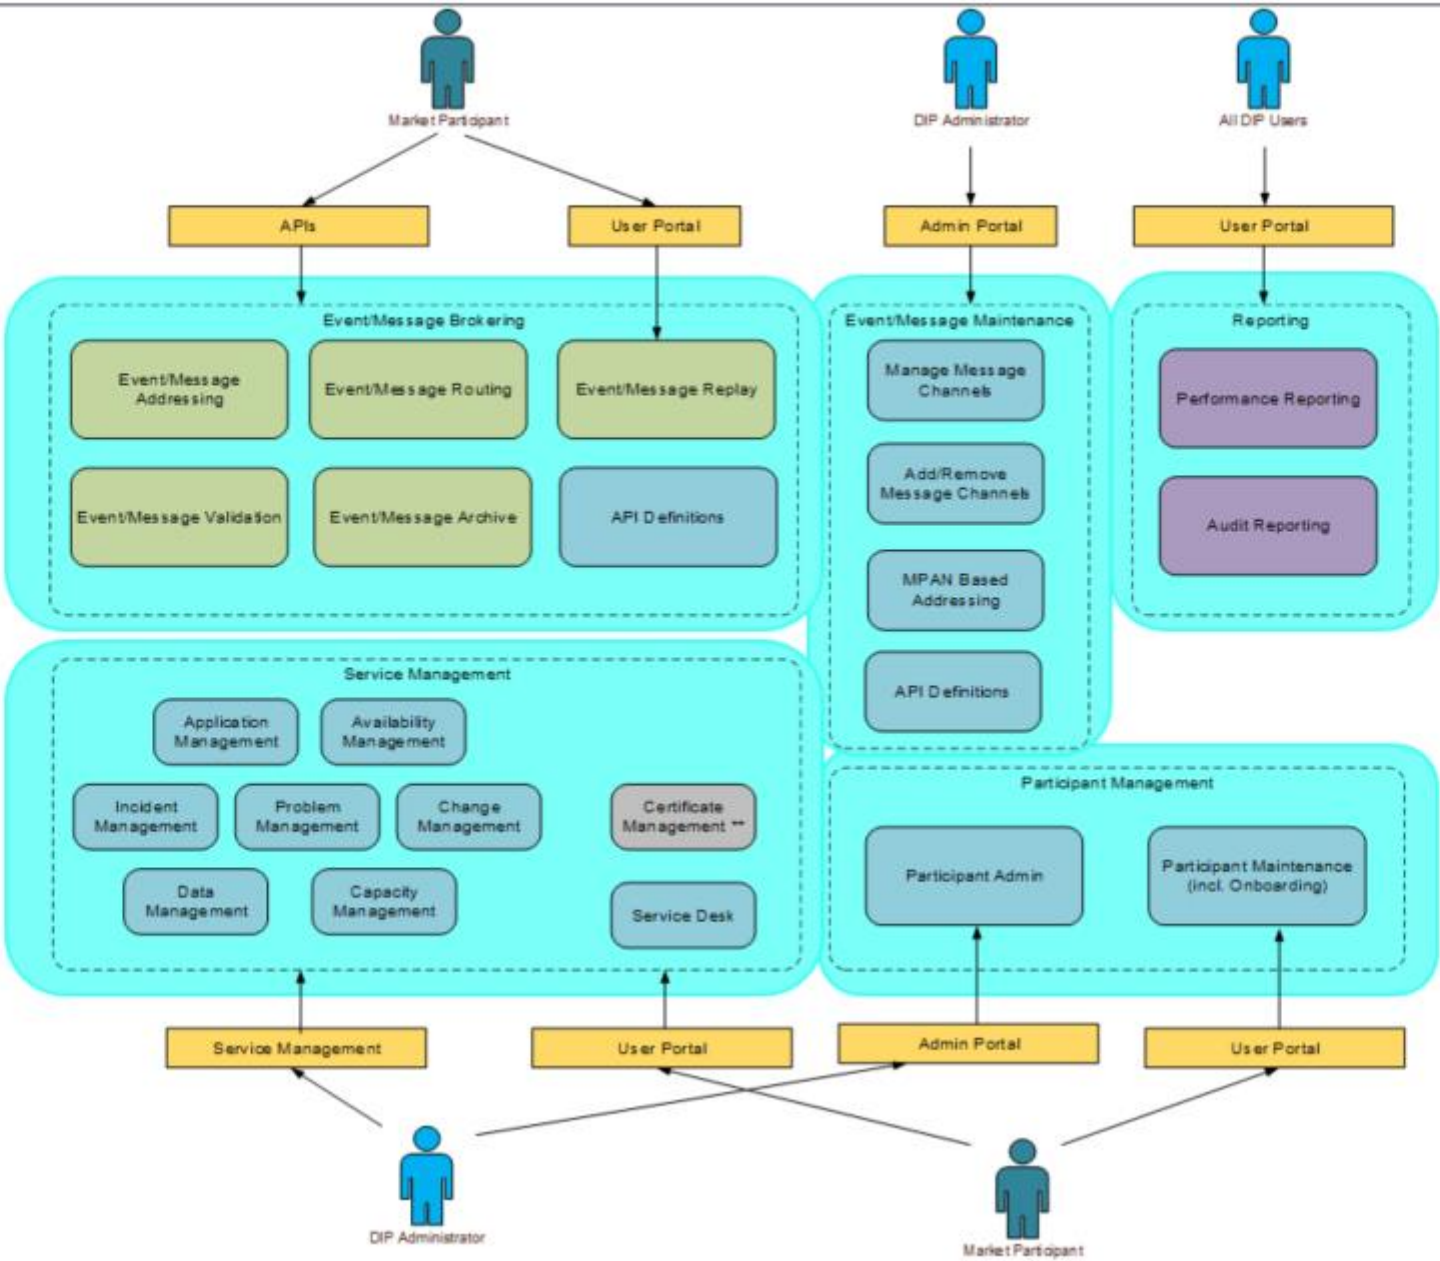 Market Participant
DIP Administrator
All DIP Users
APIs
User Portal
Admin Portal
User Portal
Event/Message Brokering
Event/Message
Addressing
Event/Message Routing
Event/Message Replay
Event/Message Validation
Event/Message Archive
API Definitions
Event/Message Maintenance
Manage Message
Channels
Add/Remove
Message Channels
MPAN Based
Addressing
API Definitions
Reporting
Performance Reporting
Audit Reporting
Service Management
Application
Management
Availability
Management
Incident
Management
Problem
Management
Change
Management
Certificate
Management **
Data
Management
Capacity
Management
Service Desk
Participant Management
Participant Admin
Participant Maintenance
(incl. Onboarding)
Service Management
User Portal
Admin Portal
User Portal
DIP Administrator
Market Participant